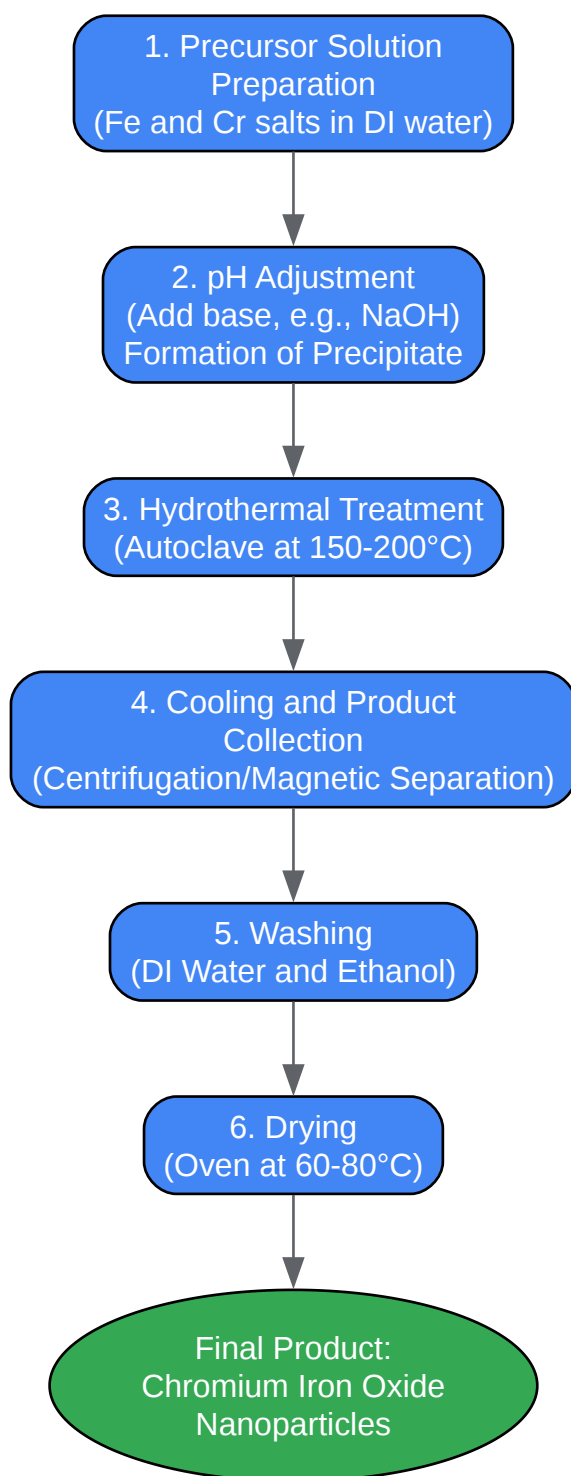 1. Precursor Solution
Preparation
(Fe and Cr salts in DI water)
2. pH Adjustment
(Add base, e.g., NaOH)
Formation of Precipitate
3. Hydrothermal Treatment
(Autoclave at 150-200°C)
4. Cooling and Product
Collection
(Centrifugation/Magnetic Separation)
5. Washing
(DI Water and Ethanol)
6. Drying
(Oven at 60-80°C)
Final Product:
Chromium Iron Oxide
Nanoparticles